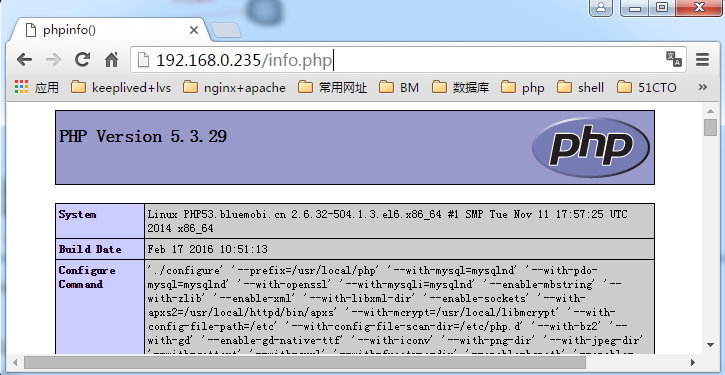 phpinfo()
192.168.0.235/info.php
应用 keeplived+lvs nginx+apache 常用网址 BM 数据库 php shell 51CTO »
PHP Version 5.3.29
php
System Linux PHP53.bluemobi.cn 2.6.32-504.1.3.el6.x86_64 #1 SMP Tue Nov 11 17:57:25 UTC
2014 x86_64
Build Date Feb 17 2016 10:51:13
Configure './configure' '--prefix=/usr/local/php' '--with-mysql=mysqlnd' '--with-pdo-
Command mysql=mysqlnd' '--with-openssl' '--with-mysqli=mysqlnd' '--enable-mbstring' '--
with-zlib' '--enable-xml' '--with-libxml-dir' '--enable-sockets' '--with-
apxs2=/usr/local/httpd/bin/apxs' '--with-mcrypt=/usr/local/libmcrypt' '--with-
config-file-path=/etc' '--with-config-file-scan-dir=/etc/php.d' '--with-bz2' '--
with-gd' '--enable-gd-native-ttf' '--with-iconv' '--with-png-dir' '--with-jpeg-dir'